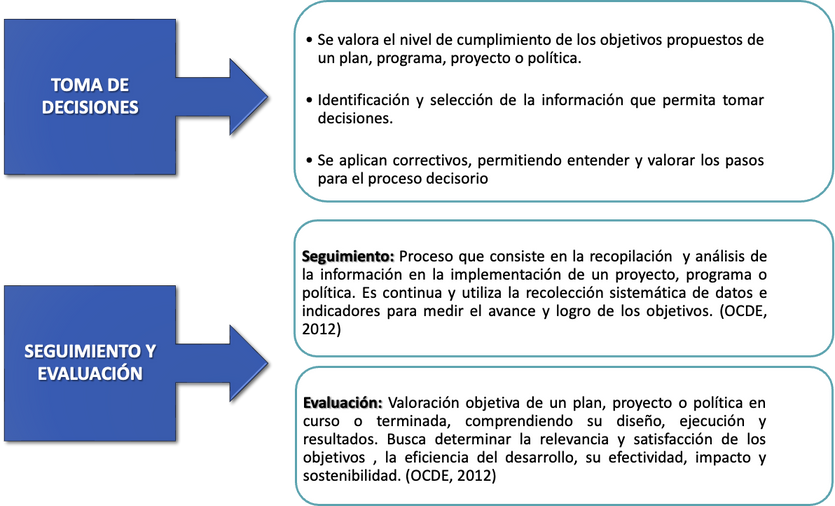 TOMA DE
DECISIONES
• Se valora el nivel de cumplimiento de los objetivos propuestos de
un plan, programa, proyecto o política.
• Identificación y selección de la información que permita tomar
decisiones.
• Se aplican correctivos, permitiendo entender y valorar los pasos
para el proceso decisorio
SEGUIMIENTO Y
EVALUACIÓN
Seguimiento: Proceso que consiste en la recopilación y análisis de
la información en la implementación de un proyecto, programa o
política. Es continua y utiliza la recolección sistemática de datos e
indicadores para medir el avance y logro de los objetivos. (OCDE,
2012)
Evaluación: Valoración objetiva de un plan, proyecto o política en
curso o terminada, comprendiendo su diseño, ejecución y
resultados. Busca determinar la relevancia y satisfacción de los
objetivos , la eficiencia del desarrollo, su efectividad, impacto y
sostenibilidad. (OCDE, 2012)